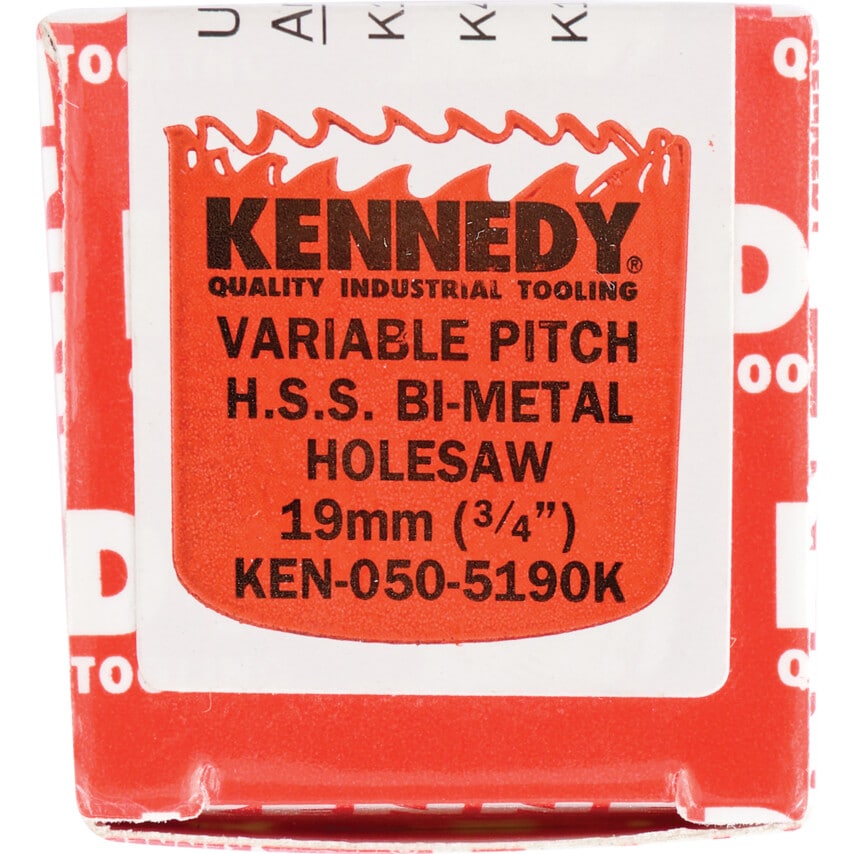 KENNEDY®
QUALITY INDUSTRIAL TOOLING
VARIABLE PITCH
H.S.S. BI-METAL
HOLESAW
19mm (3/4")
KEN-050-5190K